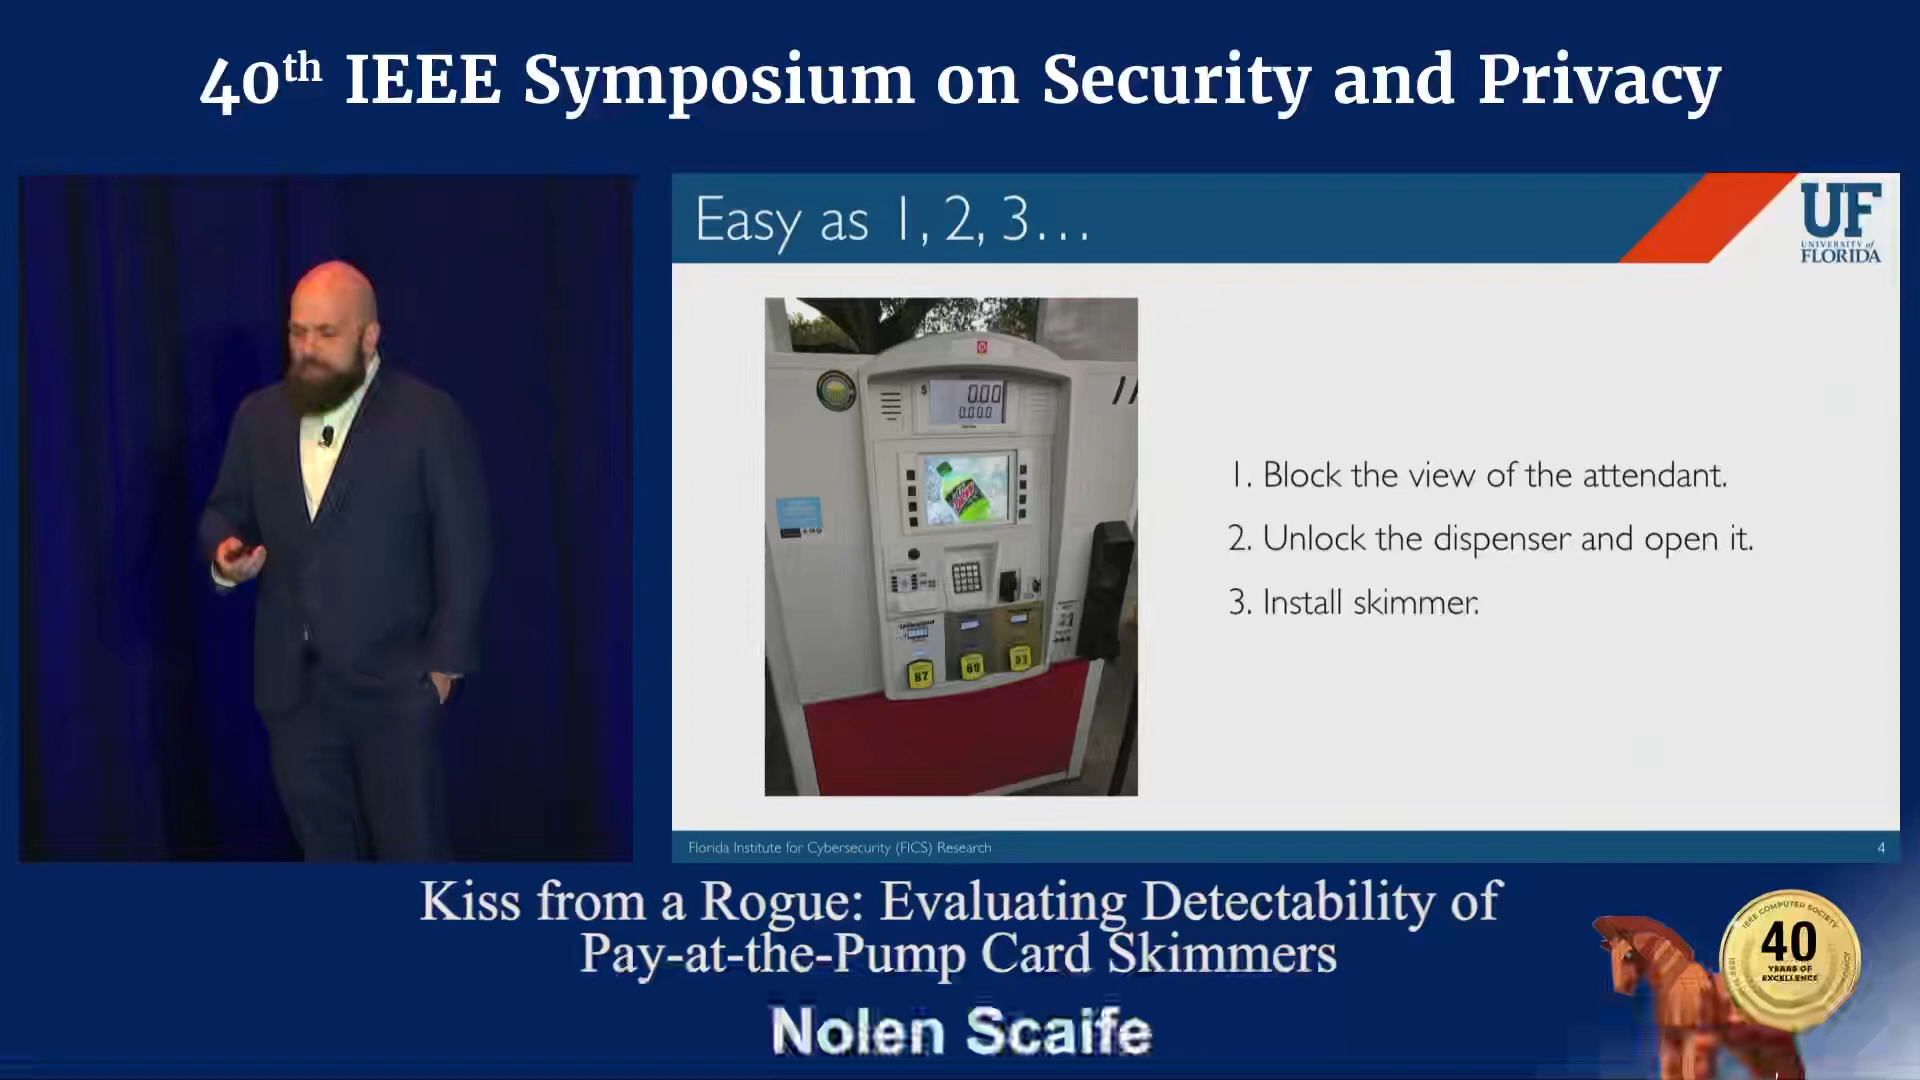 40th IEEE Symposium on Security and Privacy
Easy as 1, 2, 3...
UF
UNIVERSITY of
FLORIDA
$ 0.00
0.000
87
89
93
1. Block the view of the attendant.
2. Unlock the dispenser and open it.
3. Install skimmer.
Florida Institute for Cybersecurity (FICS) Research
4
Kiss from a Rogue: Evaluating Detectability of
Pay-at-the-Pump Card Skimmers
Nolen Scaife
IEEE COMPUTER SOCIETY
40
YEARS OF
EXCELLENCE